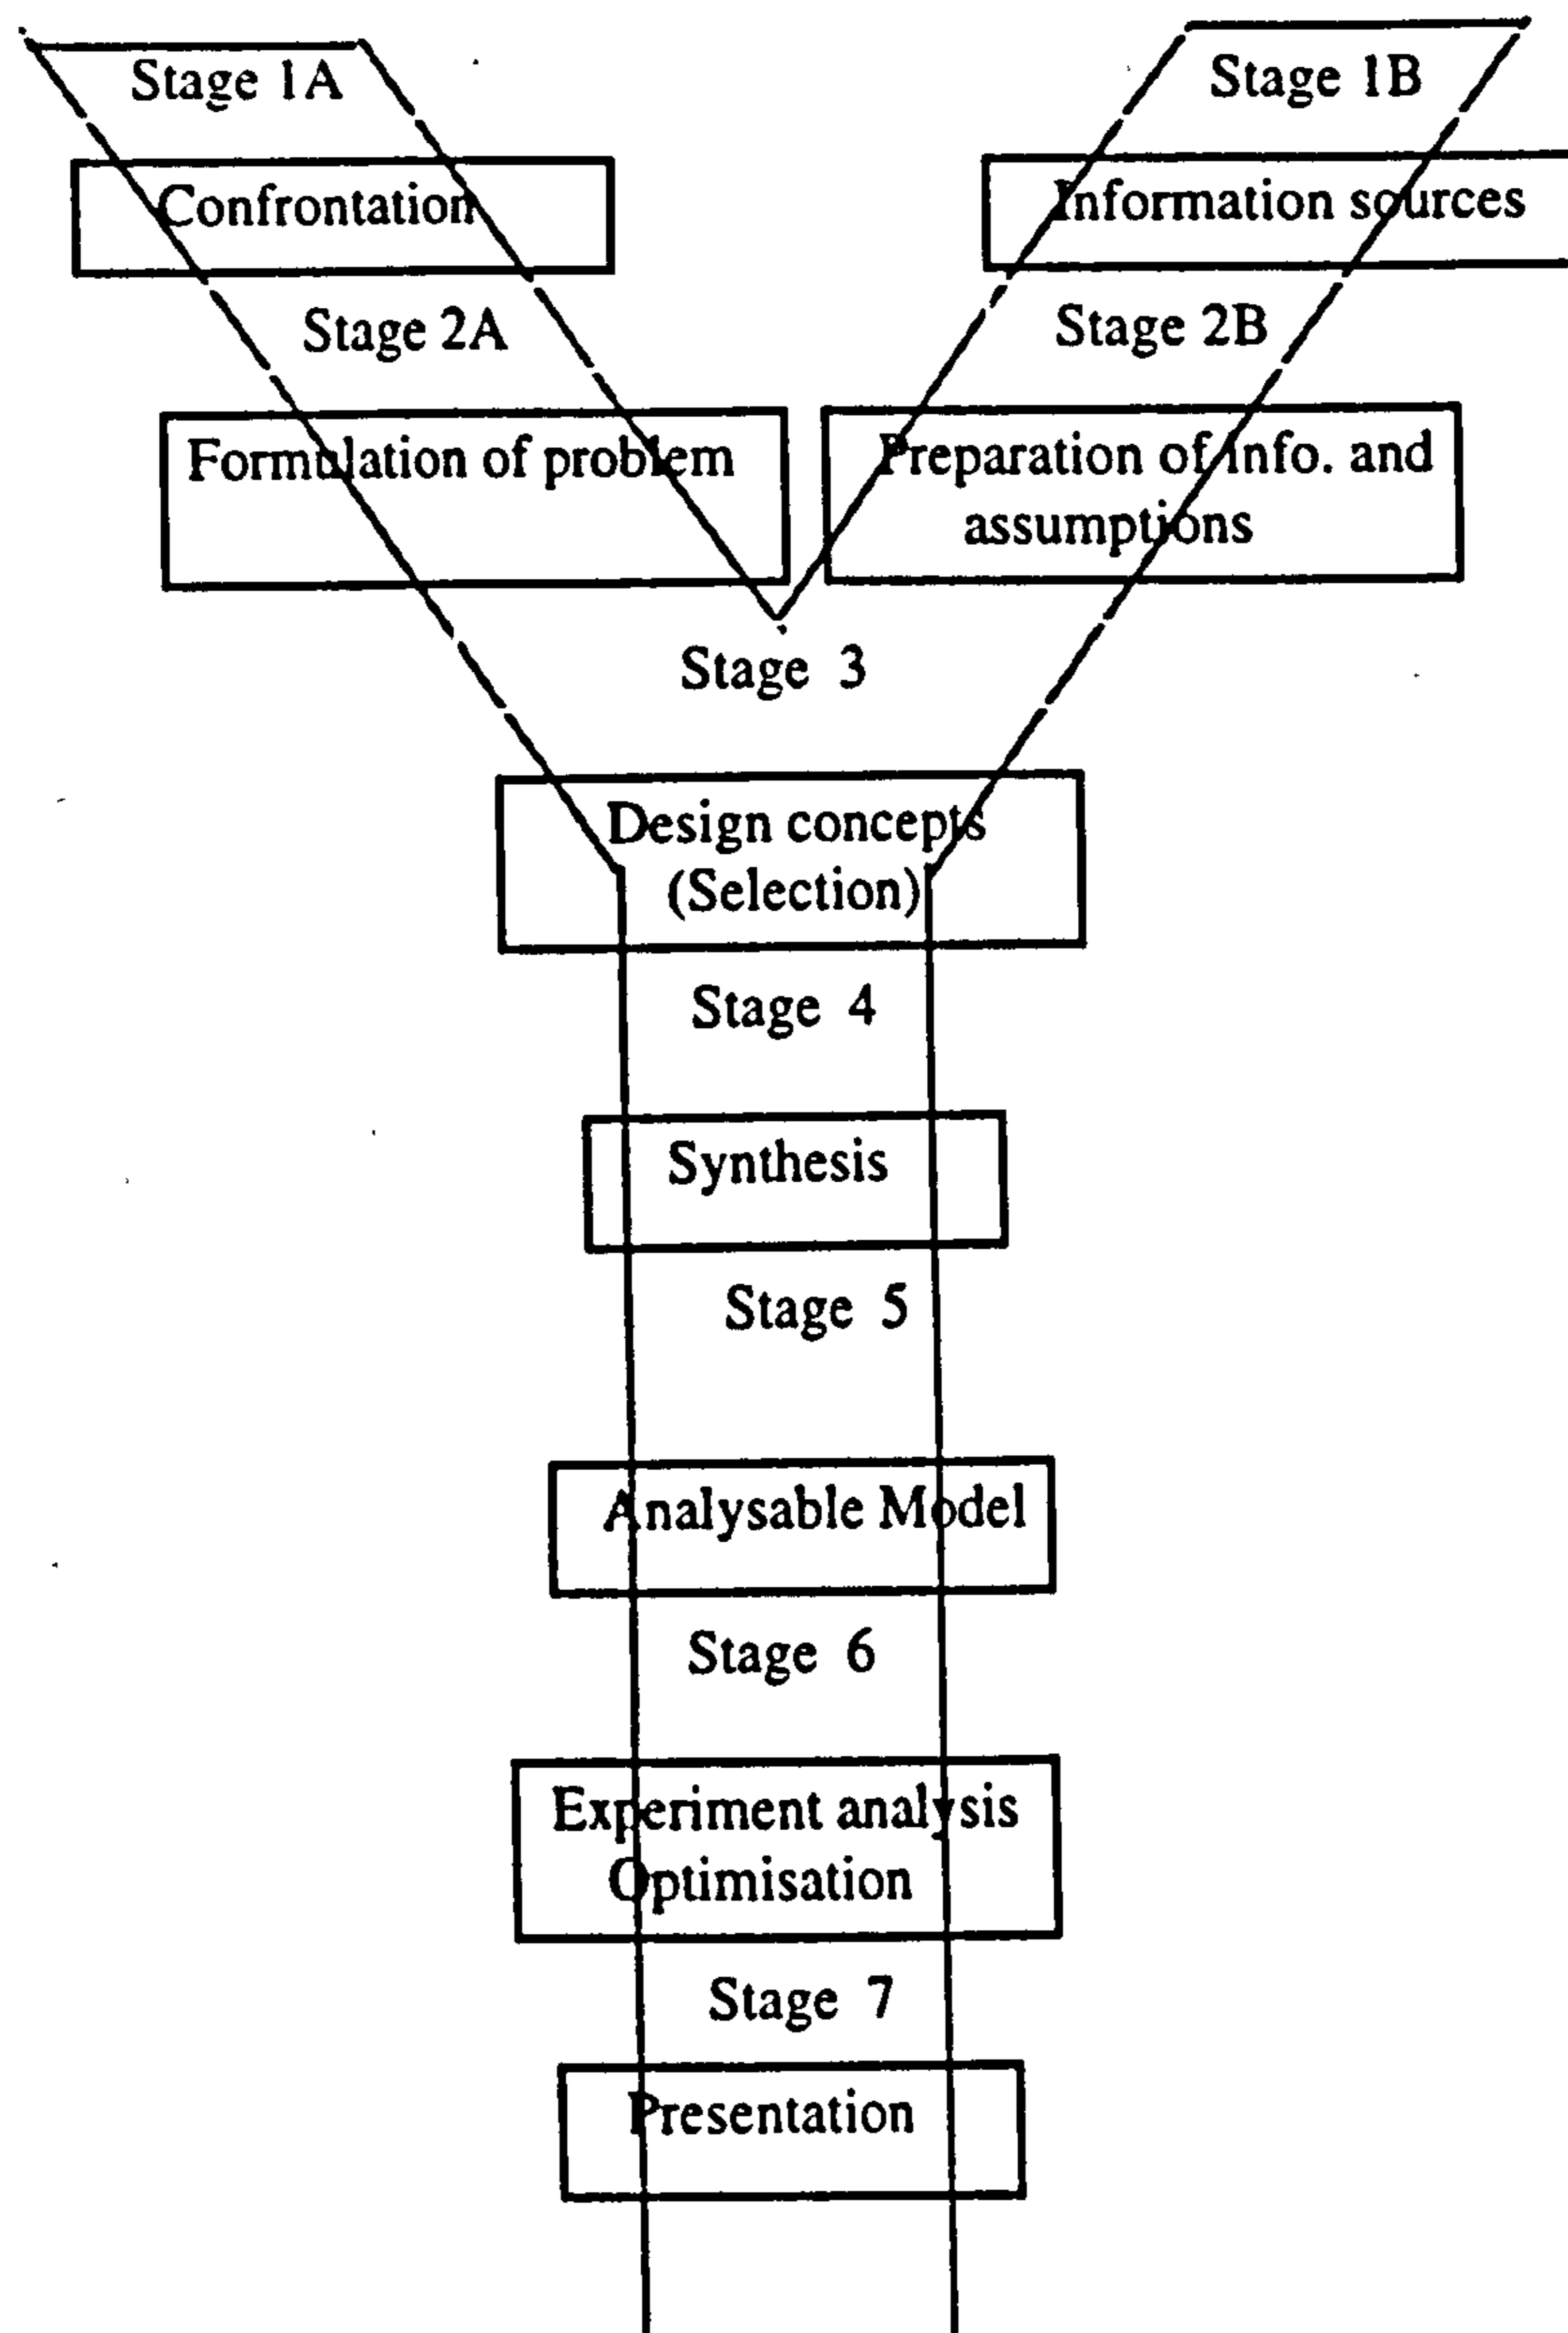 Stage 1A
Stage 1B
Confrontation
Information sources
Stage 2A
Stage 2B
Formulation of problem
Preparation of info. and
assumptions
Stage 3
Design concepts
(Selection)
Stage 4
Synthesis
Stage 5
Analysable Model
Stage 6
Experiment analysis
Optimisation
Stage 7
Presentation